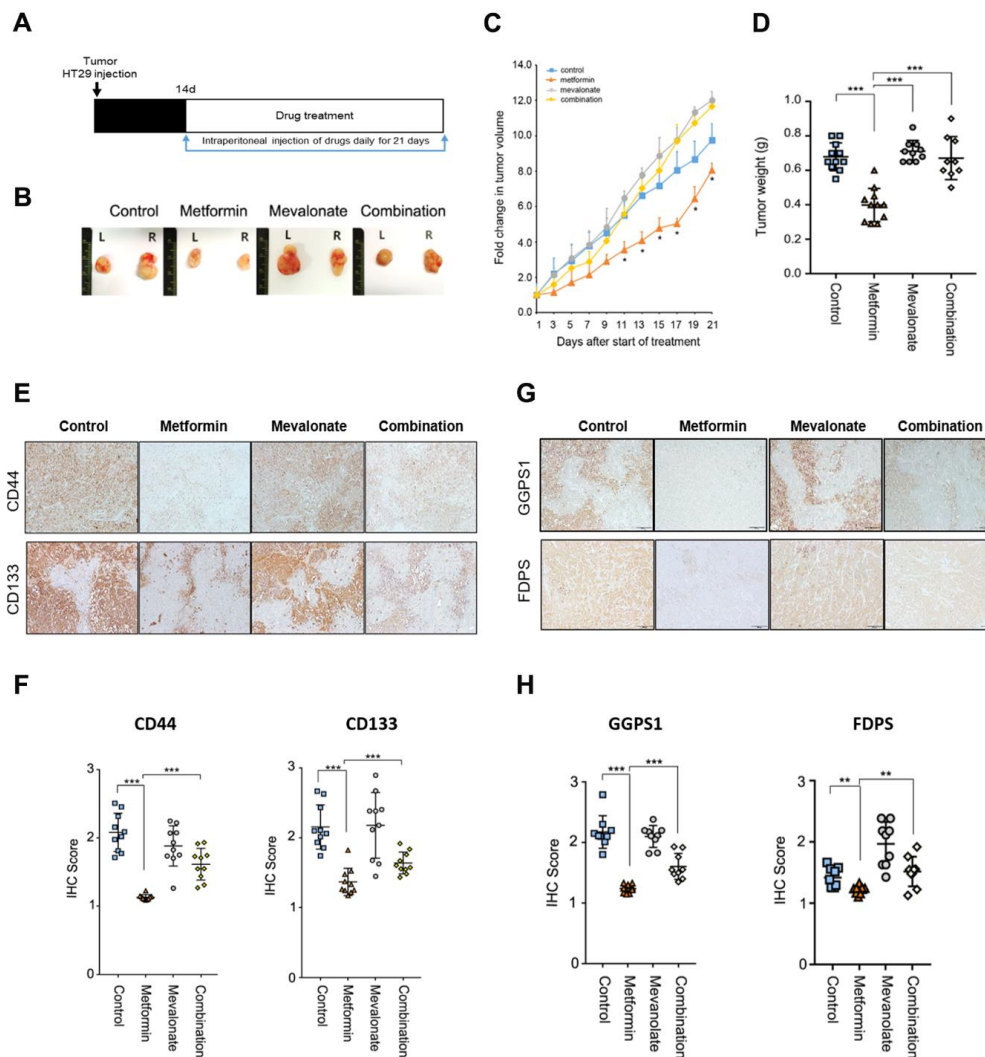 A
Tumor
HT29 injection
14d
Drug treatment
Intraperitoneal injection of drugs daily for 21 days
B
Control Metformin Mevalonate Combination
L R L R L R L R
C
control
metformin
mevalonate
combination
Fold change in tumor volume
14.0
12.0
10.0
8.0
6.0
4.0
2.0
0.0
* * * * * *
1 3 5 7 9 11 13 15 17 19 21
Days after start of treatment
D
***
*** ***
Tumor weight (g)
1.0
0.8
0.6
0.4
0.2
0.0
Control
Metformin
Mevalonate
Combination
E
Control Metformin Mevalonate Combination
CD44
CD133
G
Control Metformin Mevalonate Combination
GGPS1
FDPS
F
CD44
*** ***
IHC Score
3
2
1
0
Control
Metformin
Mevalonate
Combination
CD133
*** ***
IHC Score
3
2
1
0
Control
Metformin
Mevalonate
Combination
H
GGPS1
*** ***
IHC Score
3
2
1
0
Control
Metformin
Mevalonate
Combination
FDPS
** **
IHC Score
3
2
1
0
Control
Metformin
Mevanolate
Combination